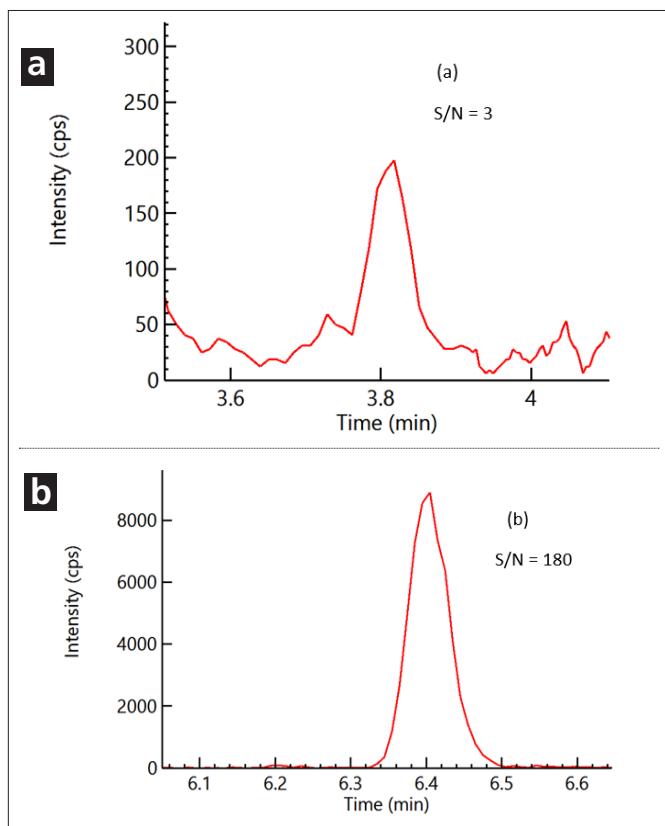 a
(a)
S/N = 3
Intensity (cps)
300
250
200
150
100
50
0
3.6 3.8 4
Time (min)
b
(b)
S/N = 180
Intensity (cps)
8000
6000
4000
2000
0
6.1 6.2 6.3 6.4 6.5 6.6
Time (min)